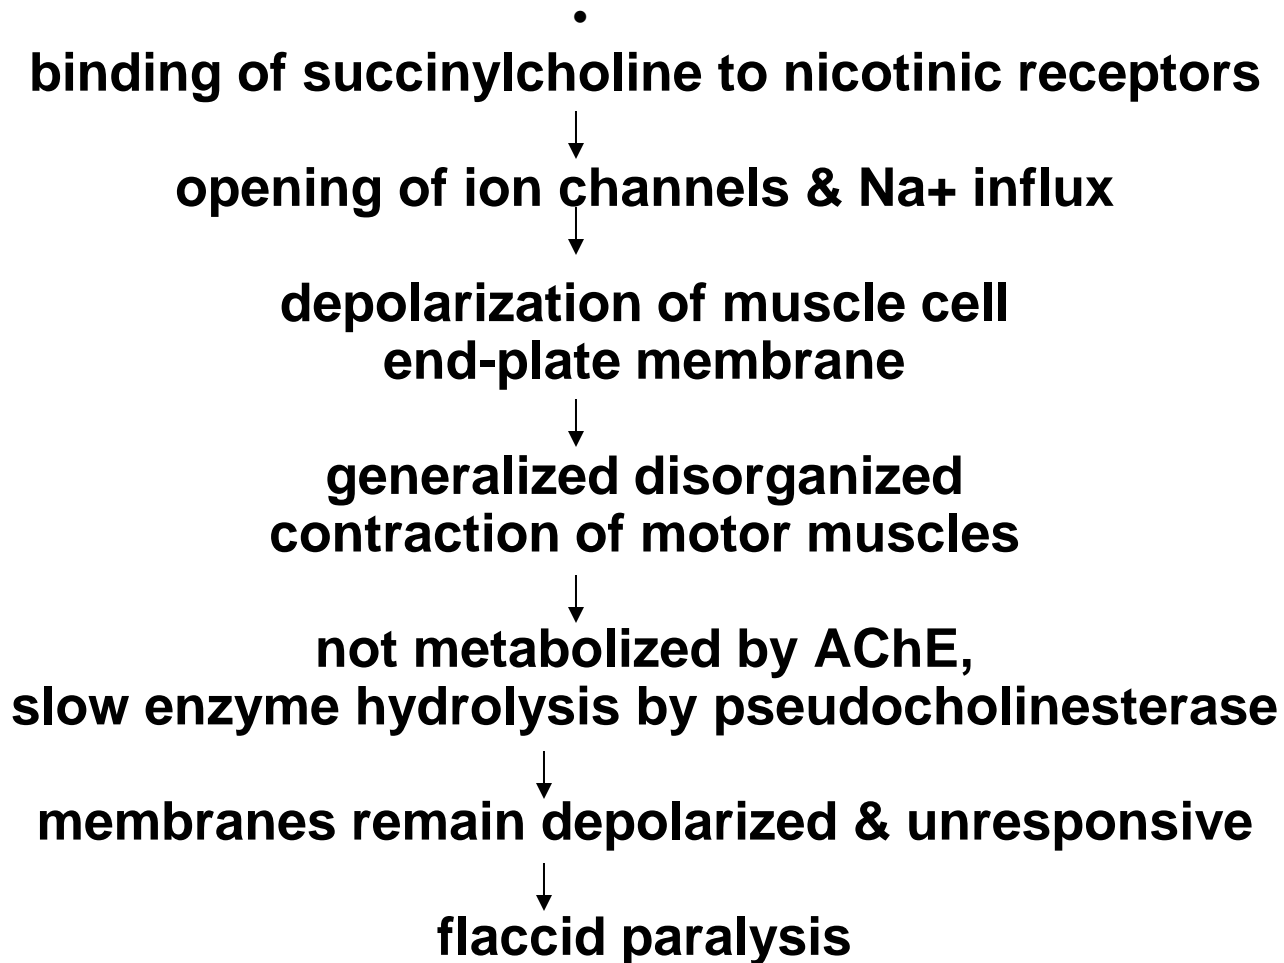 •
binding of succinylcholine to nicotinic receptors
opening of ion channels & Na+ influx
depolarization of muscle cell
end-plate membrane
generalized disorganized
contraction of motor muscles
not metabolized by AChE,
slow enzyme hydrolysis by pseudocholinesterase
membranes remain depolarized & unresponsive
flaccid paralysis